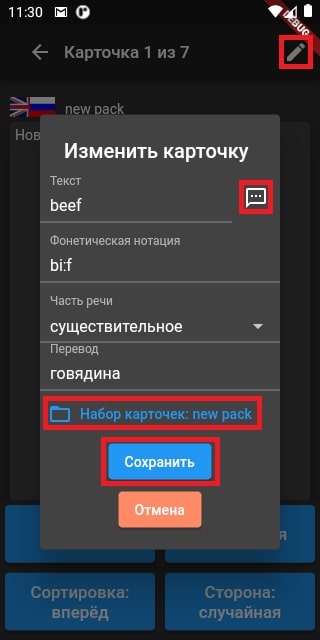 11:30
DEBUG
Карточка 1 из 7
new pack
Нов
Изменить карточку
Текст
beef
Фонетическая нотация
bi:f
Часть речи
существительное
Перевод
говядина
Набор карточек: new pack
Сохранить
Отмена
я
Сортировка:
вперёд
Сторона:
случайная